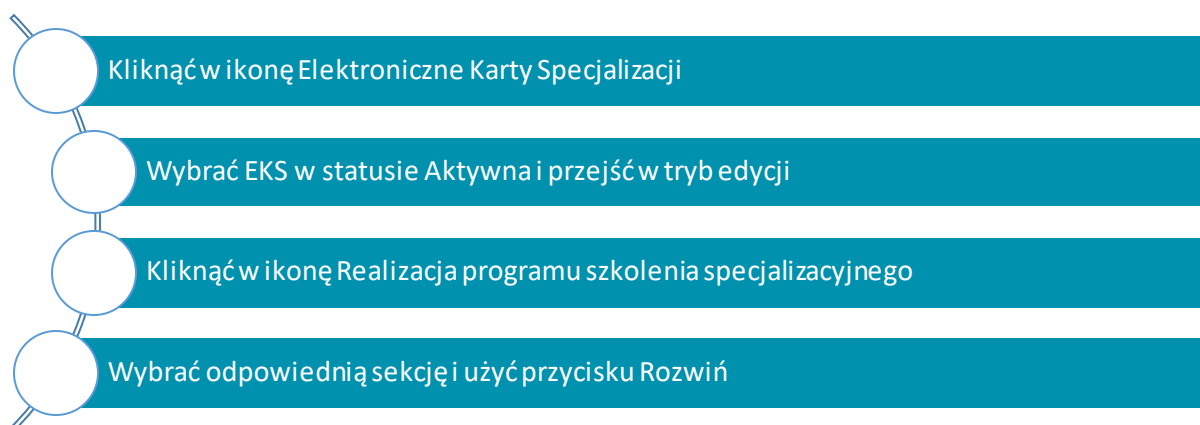 Kliknąć w ikonę Elektroniczne Karty Specjalizacji
Wybrać EKS w statusie Aktywna i przejść w tryb edycji
Kliknąć w ikonę Realizacja programu szkolenia specjalizacyjnego
Wybrać odpowiednią sekcję i użyć przycisku Rozwiń